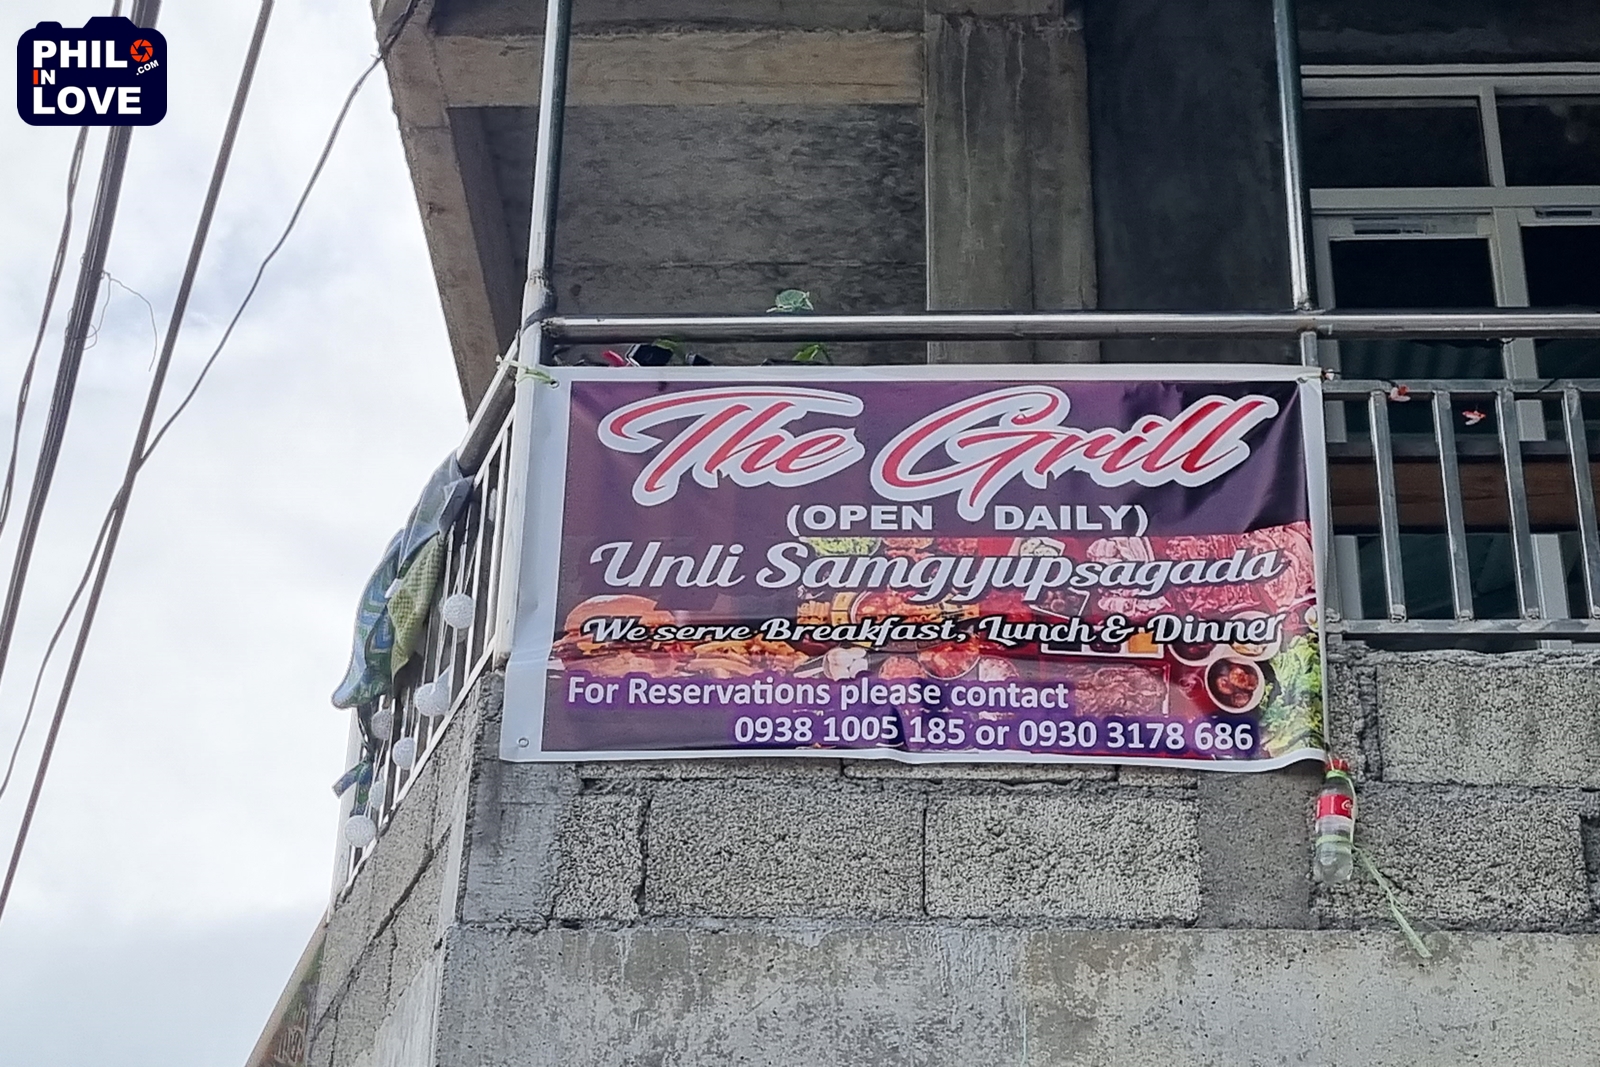 PHIL
IN
.COM
LOVE
The Grill
(OPEN DAILY)
Unli Samgyupsagada
We serve Breakfast, Lunch & Dinner
For Reservations please contact
0938 1005 185 or 0930 3178 686